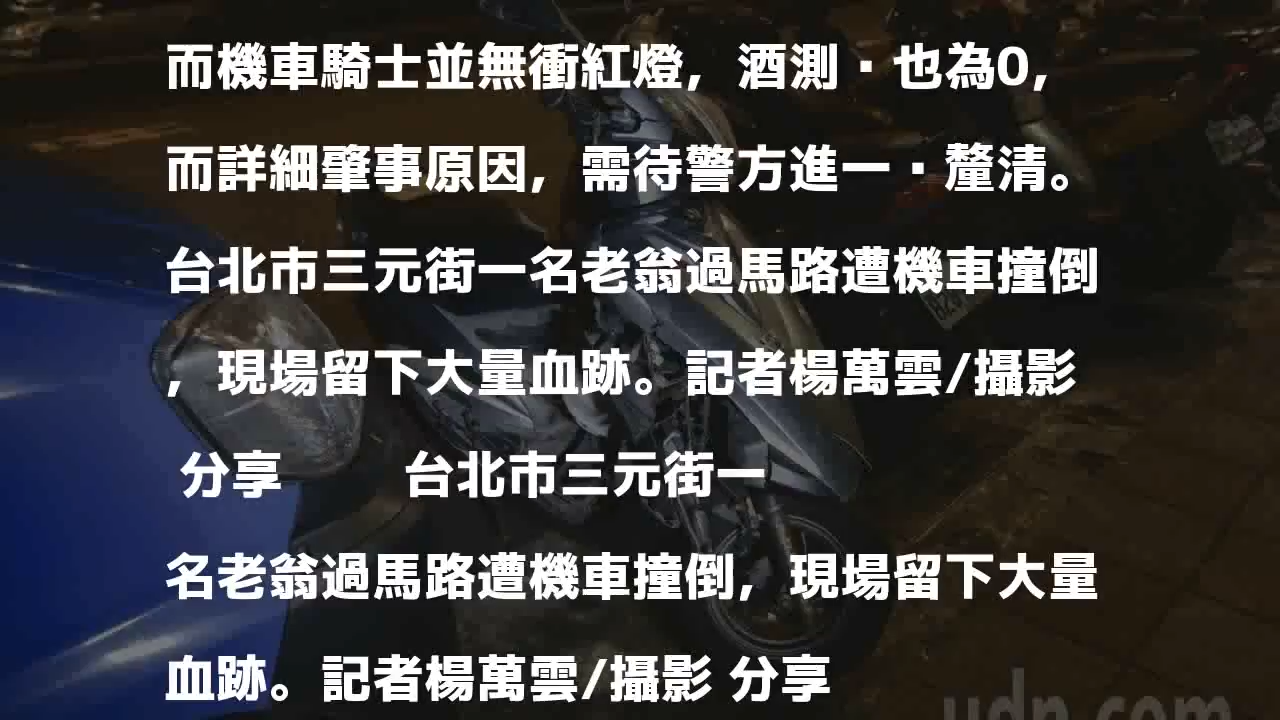 而機車騎士並無衝紅燈，酒測▪也為0，
而詳細肇事原因，需待警方進一▪釐清。
台北市三元街一名老翁過馬路遭機車撞倒
，現場留下大量血跡。記者楊萬雲/攝影
分享 台北市三元街一
名老翁過馬路遭機車撞倒，現場留下大量
血跡。記者楊萬雲/攝影 分享
udn.com